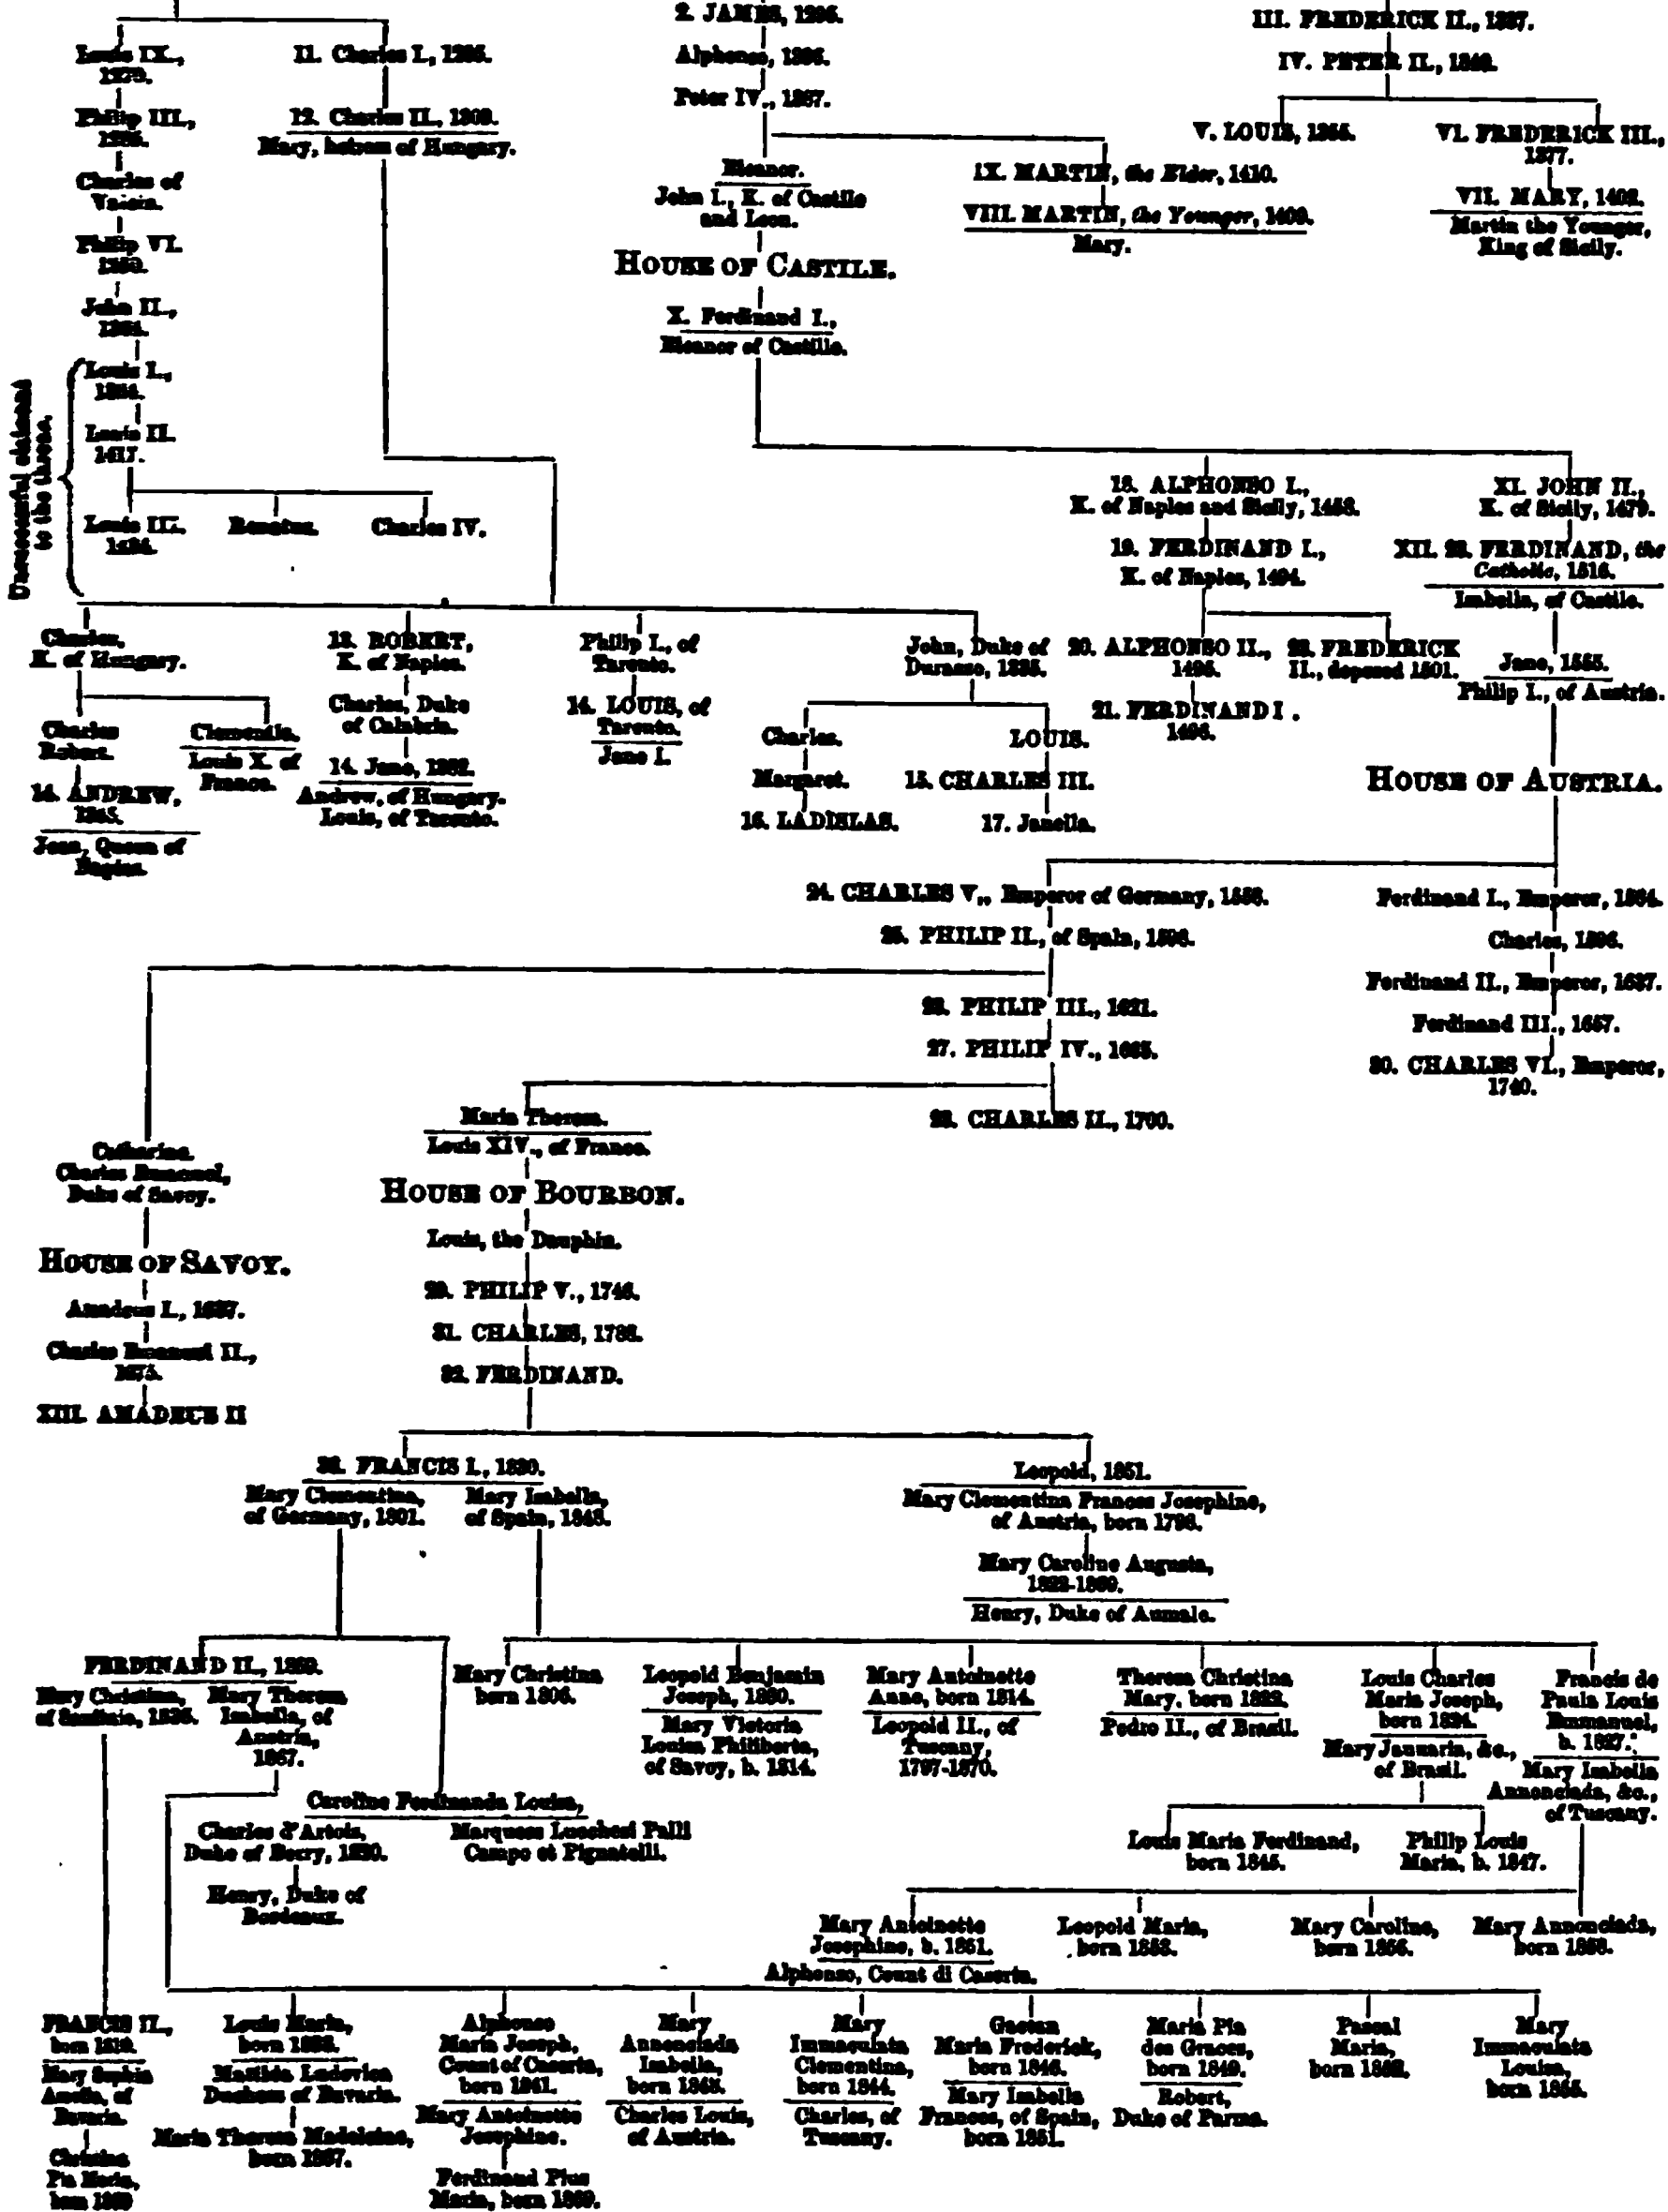 2. JAMES, 1296.
III. FREDERICK II., 1337.
Louis IX.,
1270.
11. Charles I., 1285.
Alphonso, 1336.
IV. PETER II., 1342.
Peter IV., 1387.
Philip III.,
1285.
12. Charles II., 1309.
Mary, heiress of Hungary.
V. LOUIS, 1355.
VI. FREDERICK III.,
1377.
Charles of
Valois.
Eleanor.
John I., K. of Castile
and Leon.
IX. MARTIN, the Elder, 1410.
VIII. MARTIN, the Younger, 1409.
Mary.
VII. MARY, 1402.
Martin the Younger,
King of Sicily.
Philip VI.
1350.
HOUSE OF CASTILE.
John II.,
1364.
X. Ferdinand I.,
Eleanor of Castille.
Unsuccessful claimants
to the throne.
Louis I.,
1384.
Louis II.
1417.
Louis III.
1434.
Renatus.
Charles IV.
18. ALPHONSO I.,
K. of Naples and Sicily, 1458.
XI. JOHN II.,
K. of Sicily, 1479.
19. FERDINAND I.,
K. of Naples, 1494.
XII. 23. FERDINAND, the
Catholic, 1516.
Isabella, of Castile.
Charles.
K. of Hungary.
13. ROBERT,
K. of Naples.
Philip I., of
Tarento.
John, Duke of
Durazzo, 1335.
20. ALPHONSO II.,
1495.
22. FREDERICK
II., deposed 1501.
Jane, 1555.
Philip I., of Austria.
Charles
Robert.
Clementia.
Louis X. of
France.
Charles, Duke
of Calabria.
14. LOUIS, of
Tarento.
Jane I.
Charles.
LOUIS.
21. FERDINAND I .
1496.
14. ANDREW,
1345.
Joan, Queen of
Naples.
14. Jane, 1382.
Andrew, of Hungary.
Louis, of Tarento.
Margaret.
15. CHARLES III.
16. LADISLAS.
17. Janella.
HOUSE OF AUSTRIA.
24. CHARLES V., Emperor of Germany, 1558.
Ferdinand I., Emperor, 1564.
25. PHILIP II., of Spain, 1598.
Charles, 1596.
26. PHILIP III., 1621.
Ferdinand II., Emperor, 1637.
27. PHILIP IV., 1665.
Ferdinand III., 1657.
30. CHARLES VI., Emperor,
1740.
Maria Theresa.
Louis XIV., of France.
28. CHARLES II., 1700.
Catharine.
Charles Emanuel,
Duke of Savoy.
HOUSE OF BOURBON.
Louis, the Dauphin.
HOUSE OF SAVOY.
29. PHILIP V., 1746.
Amadeus I., 1637.
31. CHARLES, 1788.
Charles Emanuel II.,
1675.
32. FERDINAND.
XIII. AMADEUS II
33. FRANCIS I., 1830.
Mary Clementina,
of Germany, 1801.
Mary Isabella,
of Spain, 1848.
Leopold, 1851.
Mary Clementina Frances Josephine,
of Austria, born 1798.
Mary Caroline Augusta,
1822-1869.
Henry, Duke of Aumale.
FERDINAND II., 1859.
Mary Christina,
of Sardinia, 1836.
Mary Theresa
Isabella, of
Austria,
1867.
Mary Christina
born 1806.
Leopold Benjamin
Joseph, 1860.
Mary Victoria
Louisa Philiberta,
of Savoy, b. 1814.
Mary Antoinette
Anne, born 1814.
Leopold II., of
Tuscany,
1797-1870.
Theresa Christina
Mary, born 1822.
Pedro II., of Brasil.
Louis Charles
Maria Joseph,
born 1824.
Mary Januaria, &c.,
of Brazil.
Francis de
Paula Louis
Emmanuel,
b. 1827.
Mary Isabella
Annonciada, &c.,
of Tuscany.
Caroline Ferdinanda Louisa,
Charles d'Artois,
Duke of Berry, 1820.
Marquess Lucchesi Palli
Campo et Pignatelli.
Henry, Duke of
Bordeaux.
Louis Maria Ferdinand,
born 1845.
Philip Louis
Maria, b. 1847.
Mary Antoinette
Josephine, b. 1851.
Alphonso, Count di Caserta.
Leopold Maria,
born 1853.
Mary Caroline,
born 1856.
Mary Annonciada,
born 1858.
FRANCIS II.,
born
Mary Sophia
Amelia, of
Bavaria.
Christina
Pia Maria,
born 1869
Louis Maria,
born 1838.
Matilda Ludovica
Duchess of Bavaria.
Maria Theresa Madeleine,
born 1867.
Alphonso
Maria Joseph,
Count of Caserta,
born 1841.
Mary Antoinette
Josephine.
Ferdinand Pius
Maria, born 1869.
Mary
Annonciada
Isabella,
born 1843.
Charles Louis,
of Austria.
Mary
Immaculata
Clementina,
born 1844.
Charles, of
Tuscany.
Gaetan
Maria Frederick,
born 1846.
Mary Isabella
Frances, of Spain,
born 1851.
Maria Pia
des Graces,
born 1849.
Robert,
Duke of Parma.
Pascal
Maria,
born 1852.
Mary
Immaculata
Louisa,
born 1855.